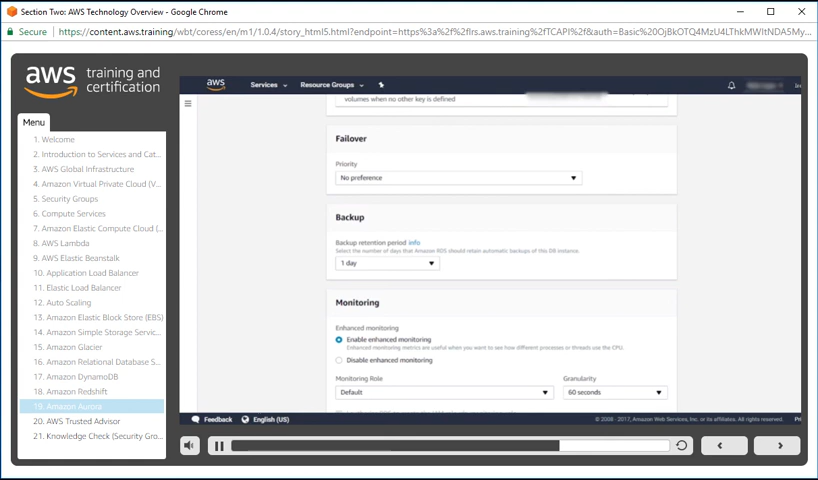 Section Two: AWS Technology Overview - Google Chrome
Secure
https://content.aws.training/wbt/coress/en/m1/1.0.4/story_html5.html?endpoint=https%3a%2f%2flrs.aws.training%2fTCAPI%2f&auth=Basic%20OjBkOTQ4MzU4LThkMWItNDA5My...
aws training and certification
Menu
1. Welcome
2. Introduction to Services and Cat...
3. AWS Global Infrastructure
4. Amazon Virtual Private Cloud (V...
5. Security Groups
6. Compute Services
7. Amazon Elastic Compute Cloud (...
8. AWS Lambda
9. AWS Elastic Beanstalk
10. Application Load Balancer
11. Elastic Load Balancer
12. Auto Scaling
13. Amazon Elastic Block Store (EBS)
14. Amazon Simple Storage Servic...
15. Amazon Glacier
16. Amazon Relational Database S...
17. Amazon DynamoDB
18. Amazon Redshift
19. Amazon Aurora
20. AWS Trusted Advisor
21. Knowledge Check (Security Gro...
aws Services Resource Groups
volumes when no other key is defined
Failover
Priority
No preference
Backup
Backup retention period info
Select the number of days that Amazon RDS should retain automatic backups of this DB instance.
1 day
Monitoring
Enhanced monitoring
Enable enhanced monitoring
Enhanced monitoring metrics are useful when you want to see how different processes or threads use the CPU.
Disable enhanced monitoring
Monitoring Role
Granularity
Default
60 seconds
Feedback English (US)
© 2008 - 2017, Amazon Web Services, Inc. or its affiliates. All rights reserved. Pri